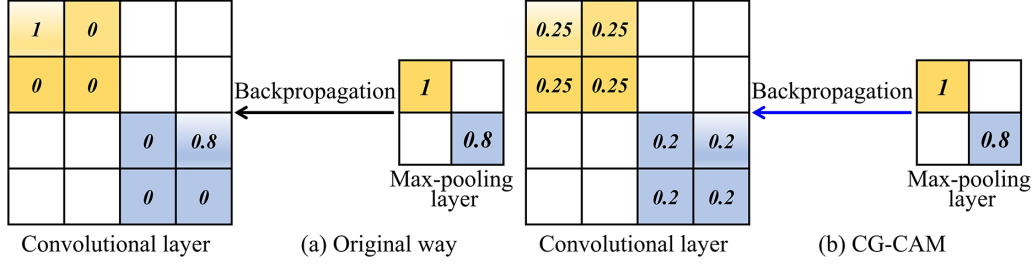 1 0
0 0
0 0.8
0 0
Backpropagation
1
0.8
Max-pooling
layer
Convolutional layer
(a) Original way
0.25 0.25
0.25 0.25
0.2 0.2
0.2 0.2
Backpropagation
1
0.8
Max-pooling
layer
Convolutional layer
(b) CG-CAM